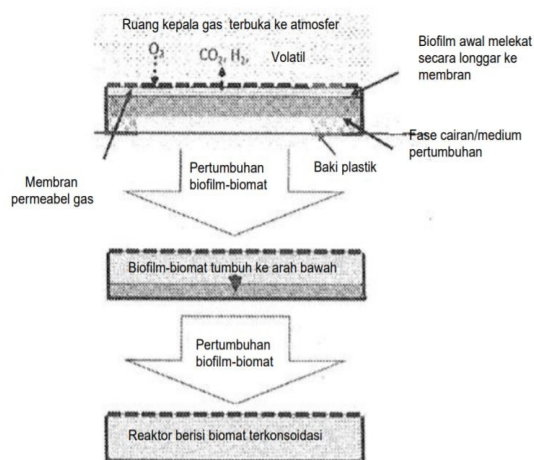 Ruang kepala gas terbuka ke atmosfer
O₃
CO₂, H₂,
Volatil
Biofilm awal melekat
secara longgar ke
membran
Fase cairan/medium
pertumbuhan
Baki plastik
Membran
permeabel gas
Pertumbuhan
biofilm-biomat
Biofilm-biomat tumbuh ke arah bawah
Pertumbuhan
biofilm-biomat
Reaktor berisi biomat terkonsoidasi